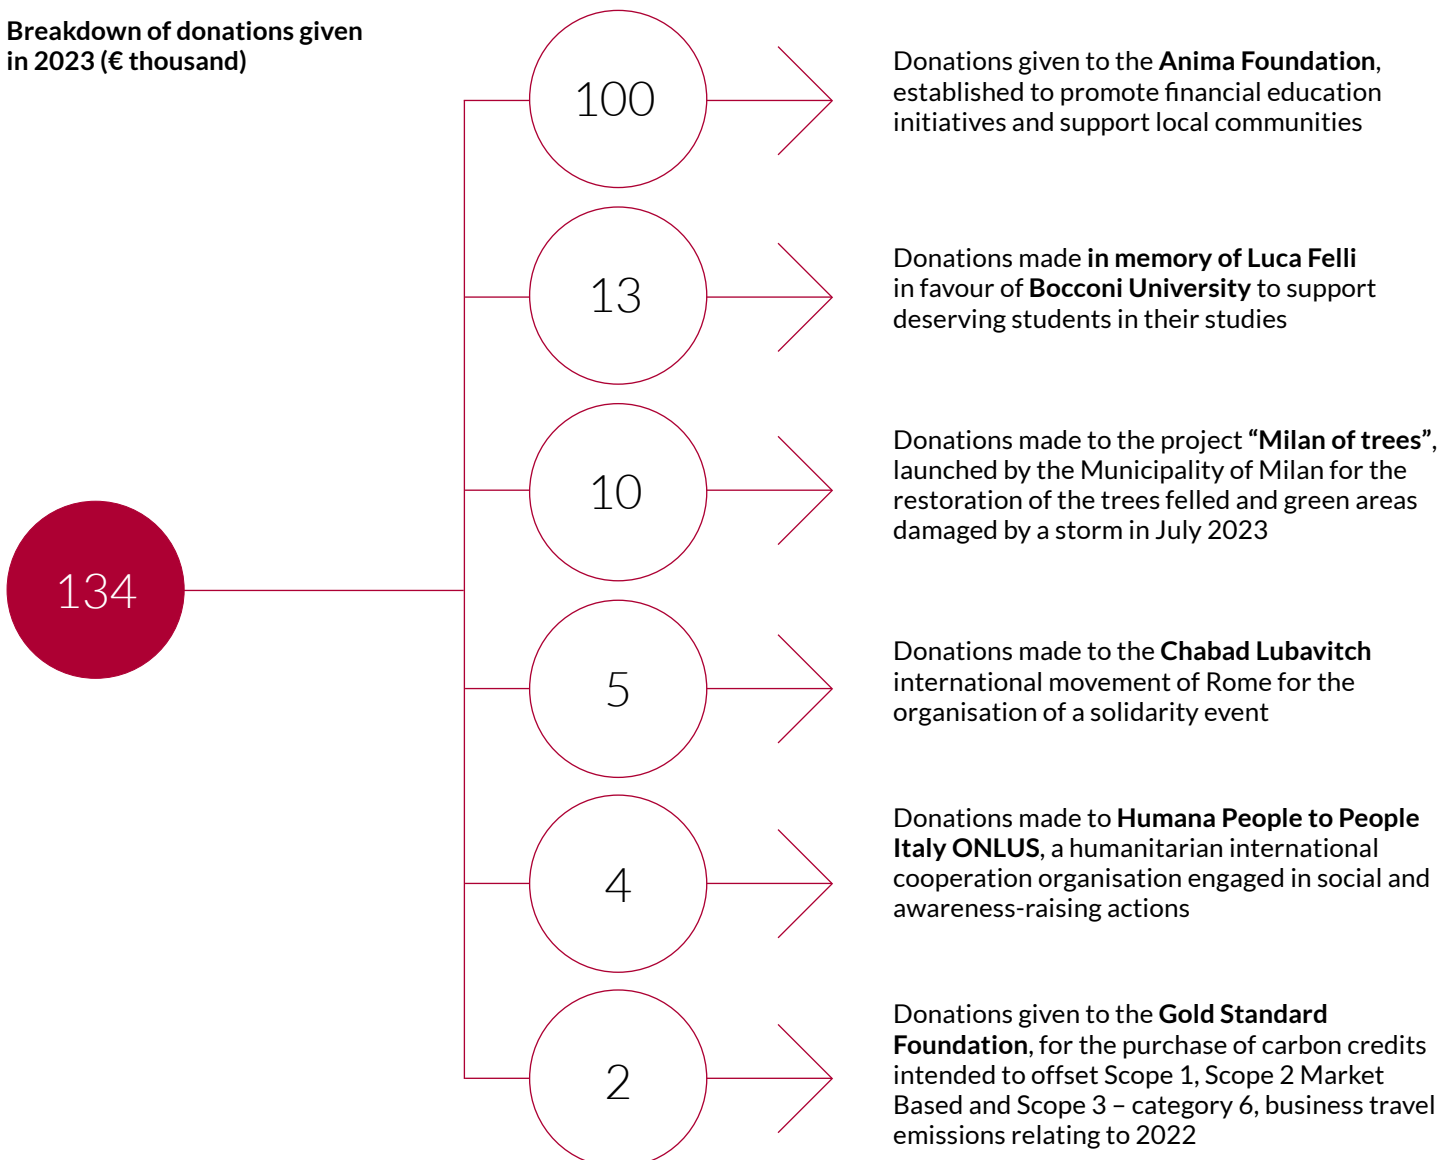 Breakdown of donations given
in 2023 (€ thousand)
134
100
Donations given to the Anima Foundation,
established to promote financial education
initiatives and support local communities
13
Donations made in memory of Luca Felli
in favour of Bocconi University to support
deserving students in their studies
10
Donations made to the project “Milan of trees”,
launched by the Municipality of Milan for the
restoration of the trees felled and green areas
damaged by a storm in July 2023
5
Donations made to the Chabad Lubavitch
international movement of Rome for the
organisation of a solidarity event
4
Donations made to Humana People to People
Italy ONLUS, a humanitarian international
cooperation organisation engaged in social and
awareness-raising actions
2
Donations given to the Gold Standard
Foundation, for the purchase of carbon credits
intended to offset Scope 1, Scope 2 Market
Based and Scope 3 – category 6, business travel
emissions relating to 2022